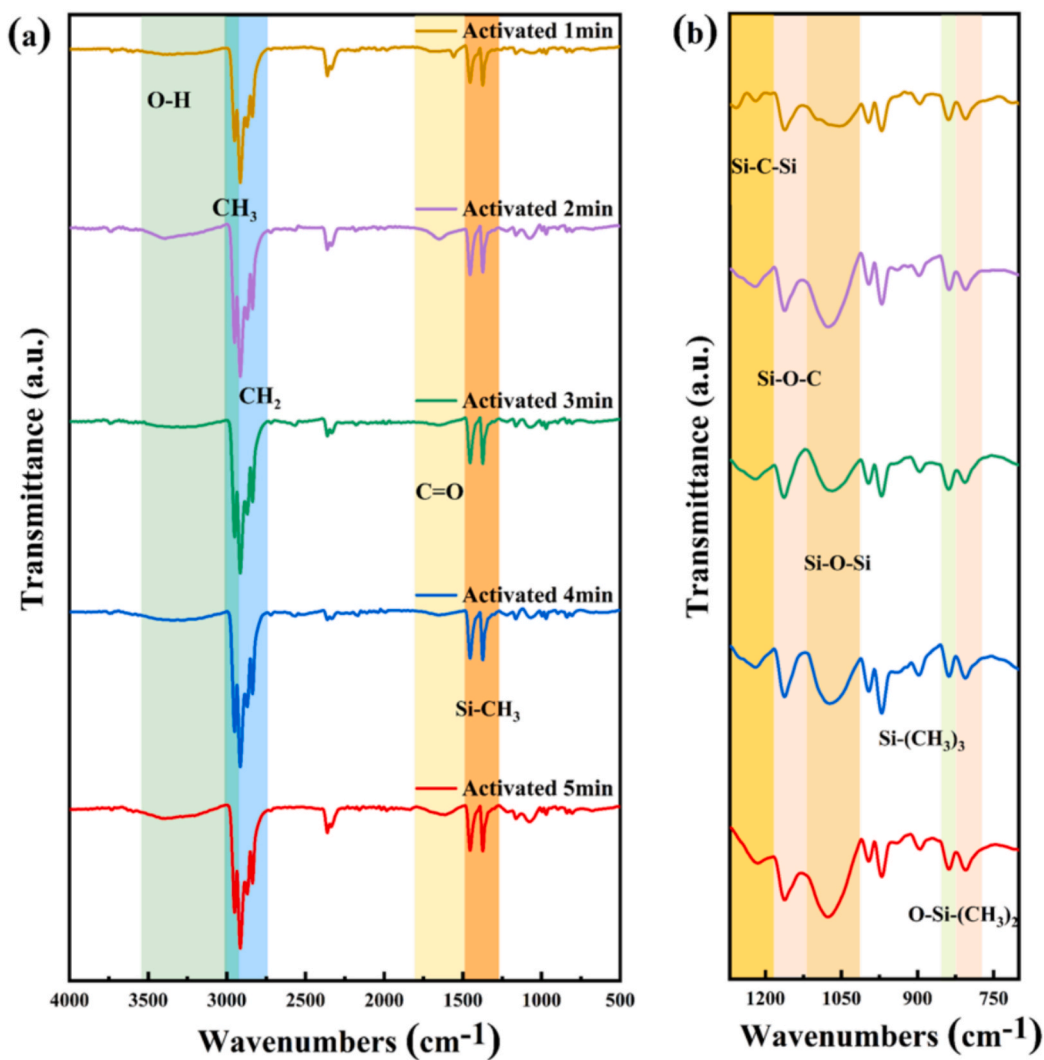 (a)
Activated 1min
O-H
CH₃
Activated 2min
CH₂
Activated 3min
C=O
Activated 4min
Si-CH₃
Activated 5min
Transmittance (a.u.)
4000 3500 3000 2500 2000 1500 1000 500
Wavenumbers (cm⁻¹)
(b)
Si-C-Si
Si-O-C
Si-O-Si
Si-(CH₃)₃
O-Si-(CH₃)₂
Transmittance (a.u.)
1200 1050 900 750
Wavenumbers (cm⁻¹)